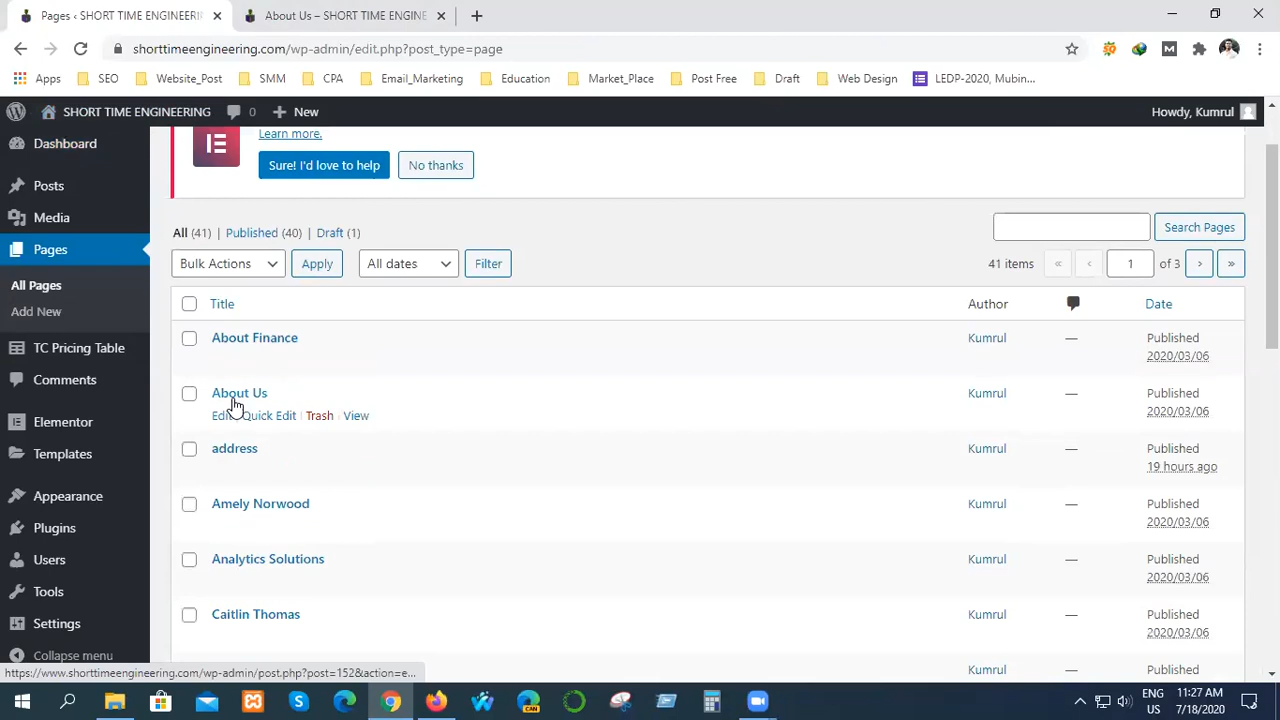 Pages ‹ SHORT TIME ENGINEERI
About Us – SHORT TIME ENGINE
shorttimeengineering.com/wp-admin/edit.php?post_type=page
Apps
SEO
Website_Post
SMM
CPA
Email_Marketing
Education
Market_Place
Post Free
Draft
Web Design
LEDP-2020, Mubin...
SHORT TIME ENGINEERING
0
New
Howdy, Kumrul
Dashboard
Posts
Media
Pages
All Pages
Add New
TC Pricing Table
Comments
Elementor
Templates
Appearance
Plugins
Users
Tools
Settings
Collapse menu
Learn more.
Sure! I'd love to help
No thanks
All (41) | Published (40) | Draft (1)
Search Pages
Bulk Actions
Apply
All dates
Filter
41 items « ‹ 1 of 3 › »
Title
Author
Date
About Finance
Kumrul
—
Published
2020/03/06
About Us
Kumrul
—
Published
2020/03/06
Edit | Quick Edit | Trash | View
address
Kumrul
—
Published
19 hours ago
Amely Norwood
Kumrul
—
Published
2020/03/06
Analytics Solutions
Kumrul
—
Published
2020/03/06
Caitlin Thomas
Kumrul
—
Published
2020/03/06
Kumrul
—
Published
https://www.shorttimeengineering.com/wp-admin/post.php?post=152&action=e...
ENG
US
11:27 AM
7/18/2020